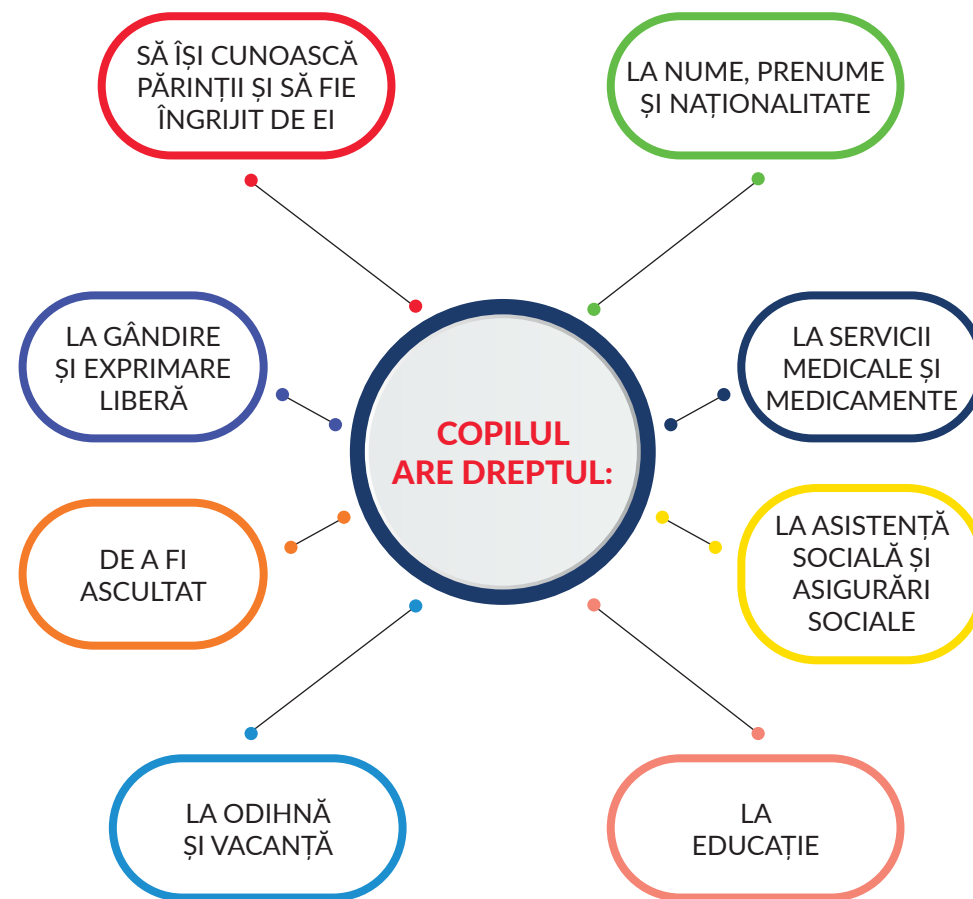 SĂ ÎȘI CUNOASCĂ
PĂRINȚII ȘI SĂ FIE
ÎNGRIJIT DE EI
LA NUME, PRENUME
ȘI NAȚIONALITATE
LA GÂNDIRE
ȘI EXPRIMARE
LIBERĂ
LA SERVICII
MEDICALE ȘI
MEDICAMENTE
COPILUL
ARE DREPTUL:
DE A FI
ASCULTAT
LA ASISTENȚĂ
SOCIALĂ ȘI
ASIGURĂRI
SOCIALE
LA ODIHNĂ
ȘI VACANȚĂ
LA
EDUCAȚIE